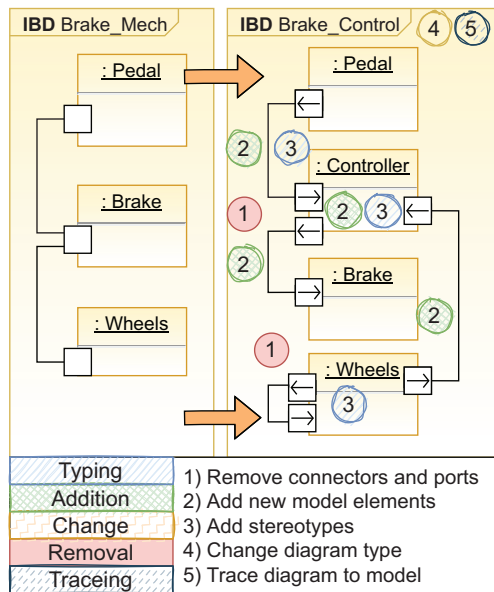 IBD Brake_Mech
: Pedal
: Brake
: Wheels
IBD Brake_Control
4
5
: Pedal
2
3
: Controller
1
2
3
2
: Brake
2
1
: Wheels
3
Typing
Addition
Change
Removal
Traceing
1) Remove connectors and ports
2) Add new model elements
3) Add stereotypes
4) Change diagram type
5) Trace diagram to model